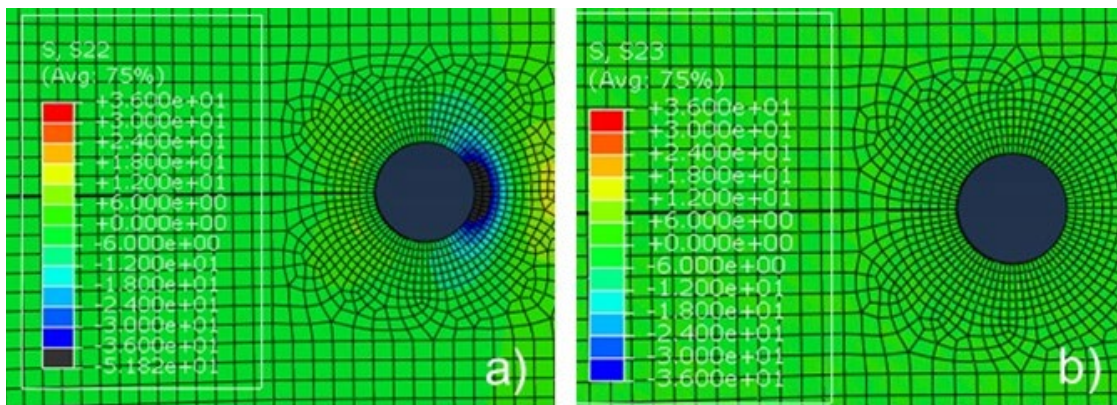 S, S22
(Avg: 75%)
+3.600e+01
+3.000e+01
+2.400e+01
+1.800e+01
+1.200e+01
+6.000e+00
+0.000e+00
-6.000e+00
-1.200e+01
-1.800e+01
-2.400e+01
-3.000e+01
-3.600e+01
-5.182e+01
a)
S, S23
(Avg: 75%)
+3.600e+01
+3.000e+01
+2.400e+01
+1.800e+01
+1.200e+01
+6.000e+00
+0.000e+00
-6.000e+00
-1.200e+01
-1.800e+01
-2.400e+01
-3.000e+01
-3.600e+01
b)